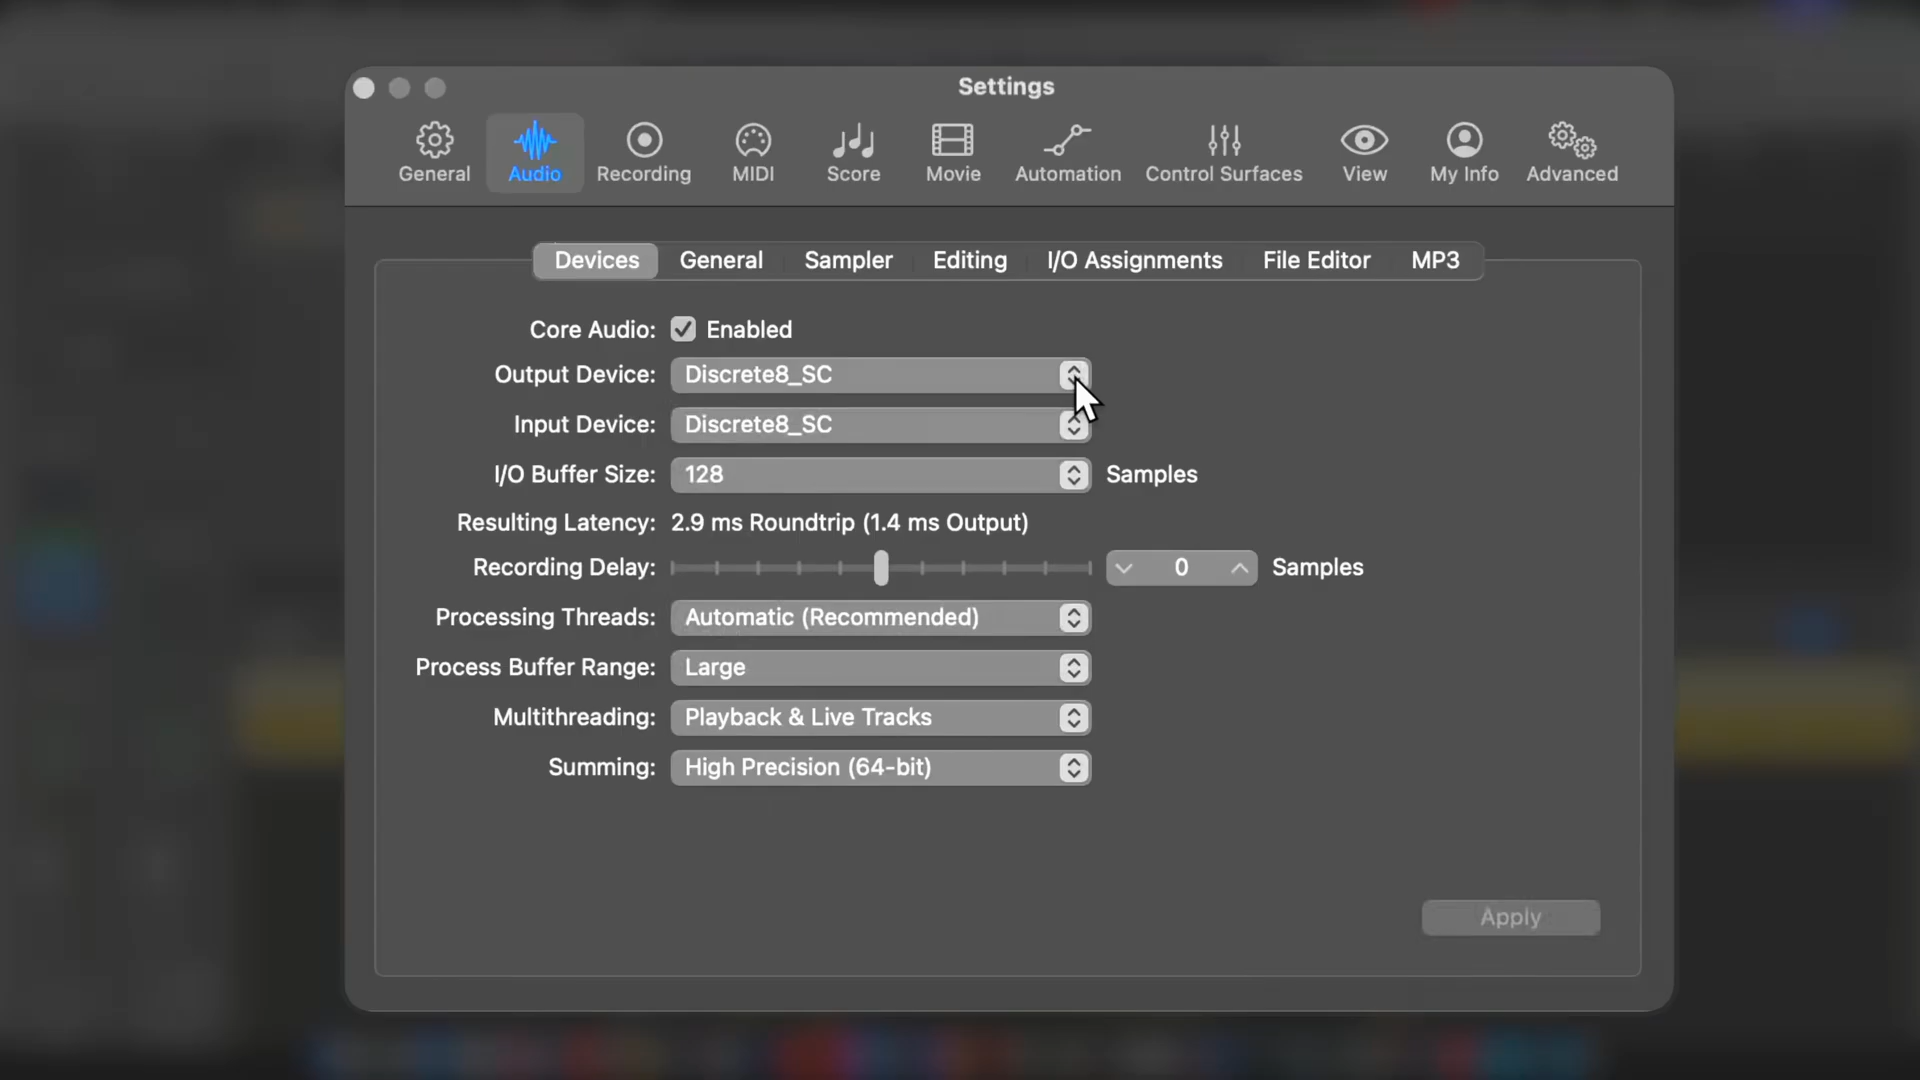 Settings
General Audio Recording MIDI Score Movie Automation Control Surfaces View My Info Advanced
Devices General Sampler Editing I/O Assignments File Editor MP3
Core Audio: Enabled
Output Device: Discrete8_SC
Input Device: Discrete8_SC
I/O Buffer Size: 128 Samples
Resulting Latency: 2.9 ms Roundtrip (1.4 ms Output)
Recording Delay: 0 Samples
Processing Threads: Automatic (Recommended)
Process Buffer Range: Large
Multithreading: Playback & Live Tracks
Summing: High Precision (64-bit)
Apply